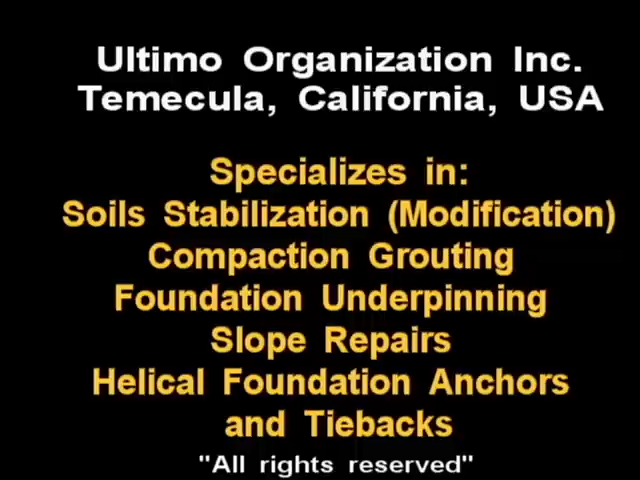 Ultimo Organization Inc.
Temecula, California, USA
Specializes in:
Soils Stabilization (Modification)
Compaction Grouting
Foundation Underpinning
Slope Repairs
Helical Foundation Anchors
and Tiebacks
"All rights reserved"